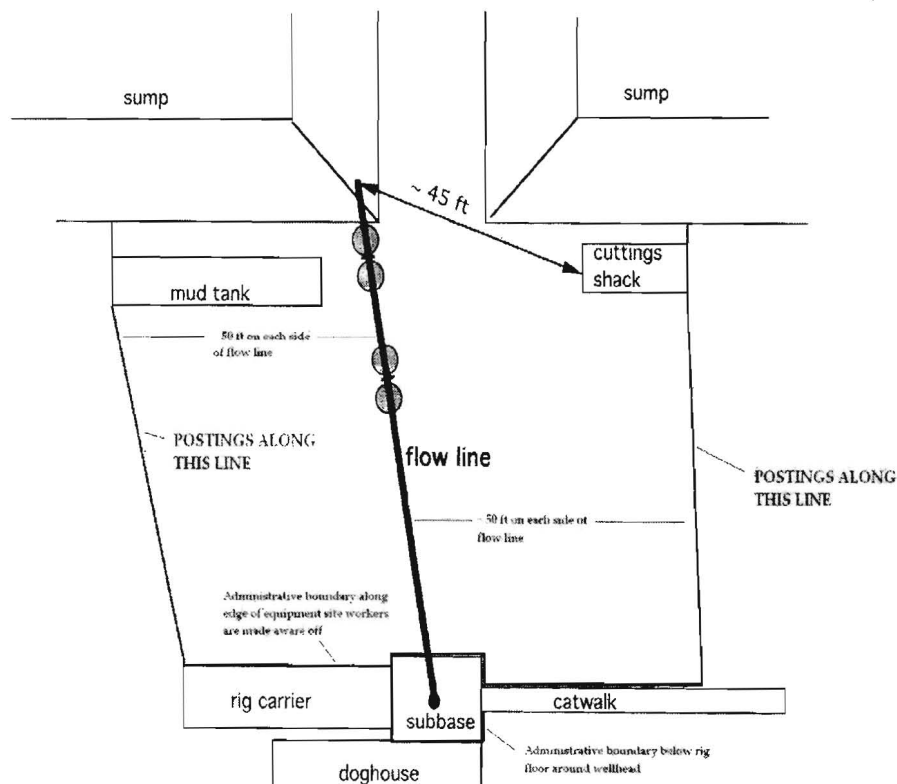 sump
sump
~ 45 ft
cuttings
shack
mud tank
50 ft on each side
of flow line
POSTINGS ALONG
THIS LINE
flow line
POSTINGS ALONG
THIS LINE
~ 50 ft on each side of
flow line
Administrative boundary along
edge of equipment site workers
are made aware off
rig carrier
subbase
catwalk
Administrative boundary below rig
floor around wellhead
doghouse